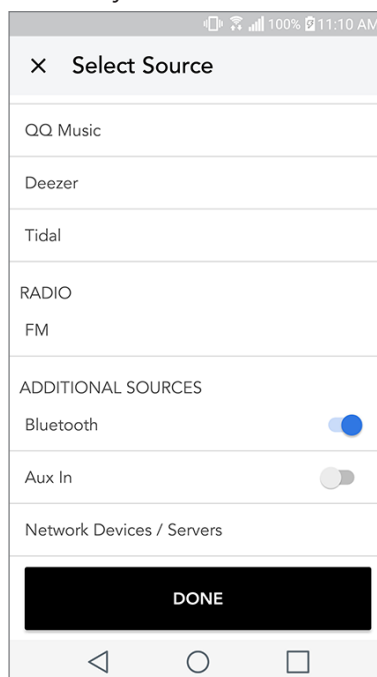 100% 11:10 AM
× Select Source
QQ Music
Deezer
Tidal
RADIO
FM
ADDITIONAL SOURCES
Bluetooth
Aux In
Network Devices / Servers
DONE